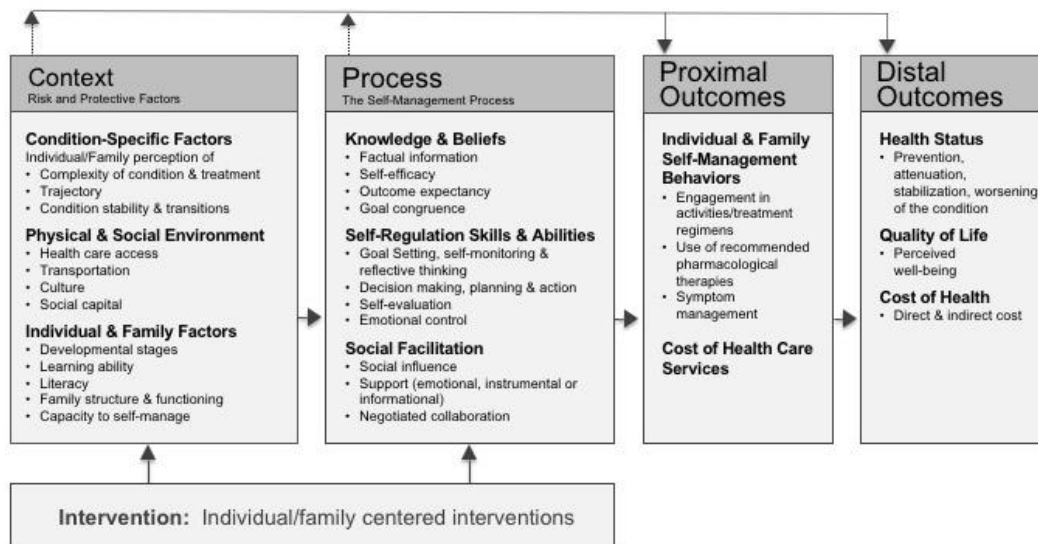 Context
Risk and Protective Factors
Condition-Specific Factors
Individual/Family perception of
• Complexity of condition & treatment
• Trajectory
• Condition stability & transitions
Physical & Social Environment
• Health care access
• Transportation
• Culture
• Social capital
Individual & Family Factors
• Developmental stages
• Learning ability
• Literacy
• Family structure & functioning
• Capacity to self-manage
Process
The Self-Management Process
Knowledge & Beliefs
• Factual information
• Self-efficacy
• Outcome expectancy
• Goal congruence
Self-Regulation Skills & Abilities
• Goal Setting, self-monitoring &
reflective thinking
• Decision making, planning & action
• Self-evaluation
• Emotional control
Social Facilitation
• Social influence
• Support (emotional, instrumental or
informational)
• Negotiated collaboration
Proximal
Outcomes
Individual & Family
Self-Management
Behaviors
• Engagement in
activities/treatment
regimens
• Use of recommended
pharmacological
therapies
• Symptom
management
Cost of Health Care
Services
Distal
Outcomes
Health Status
• Prevention,
attenuation,
stabilization, worsening
of the condition
Quality of Life
• Perceived
well-being
Cost of Health
• Direct & indirect cost
Intervention: Individual/family centered interventions